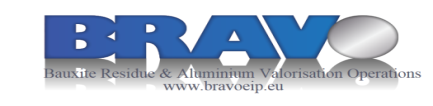 BRAVO
Bauxite Residue & Aluminium Valorisation Operations
www.bravoeip.eu